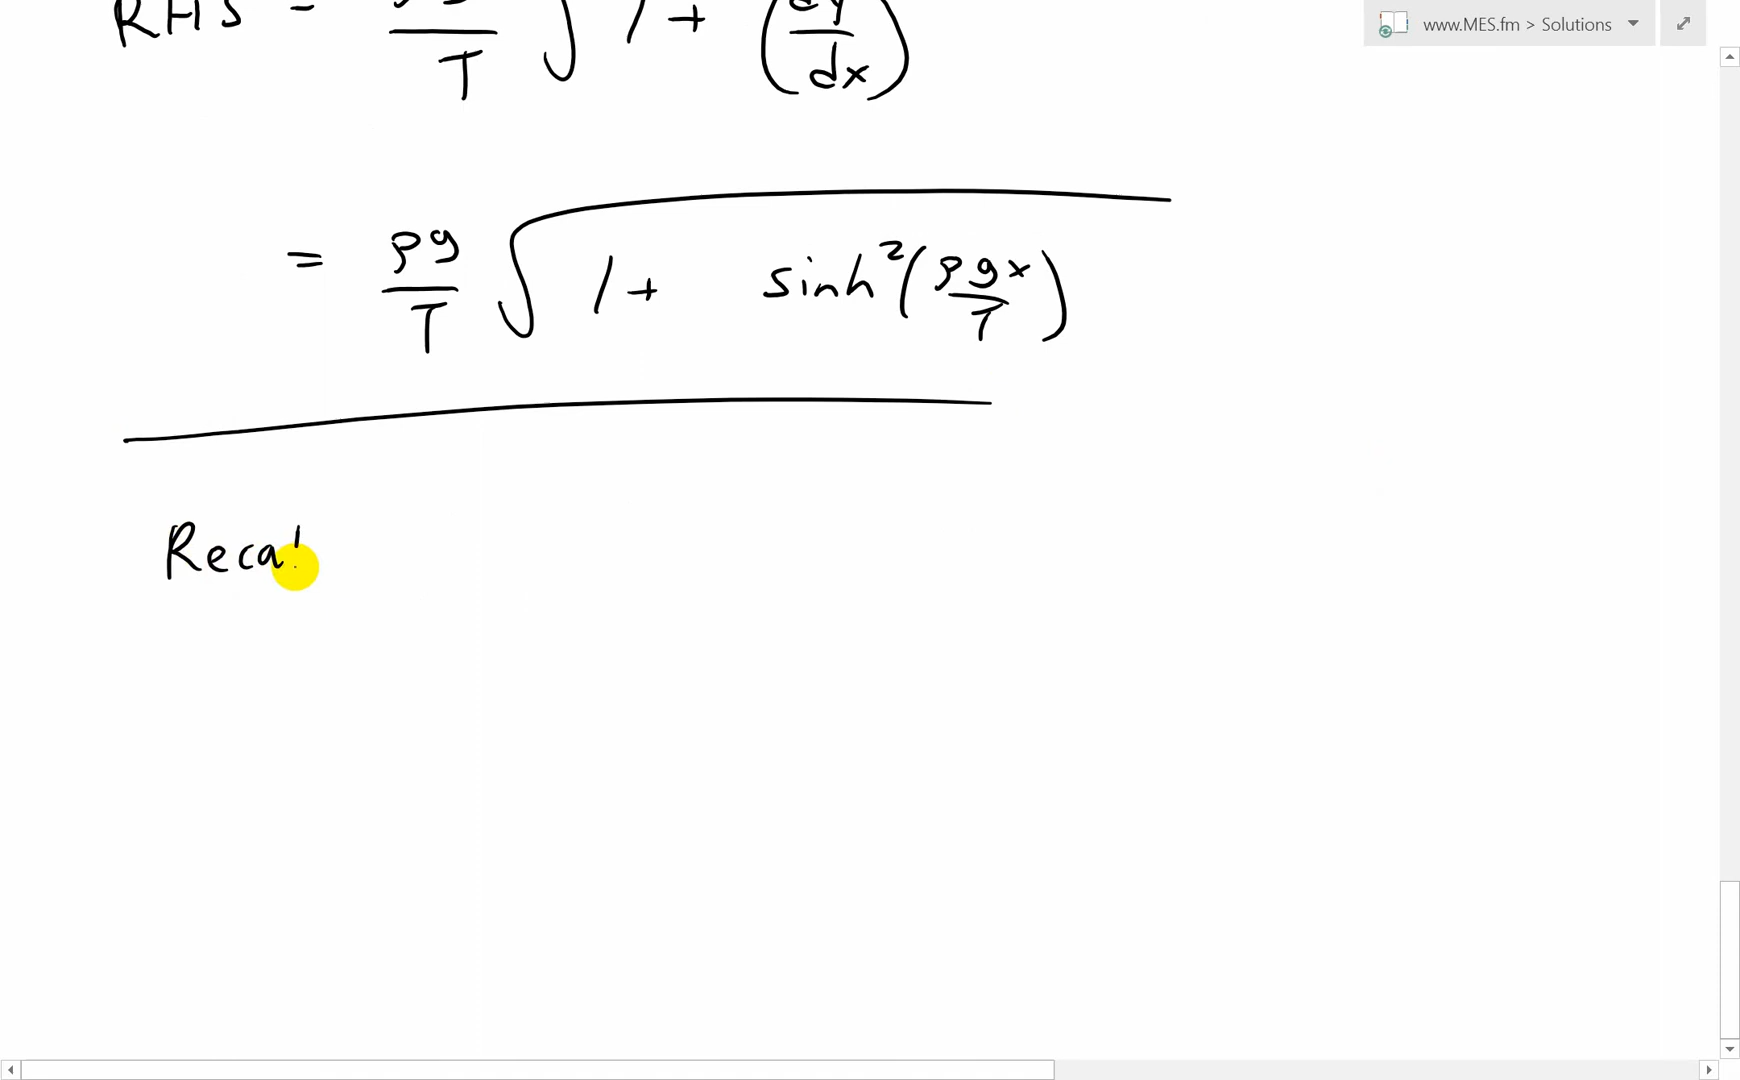 www.MES.fm > Solutions
RHS = ρg/T √ 1 + (dy/dx)
= ρg/T √ 1 + sinh²(ρgx/T)
Recal